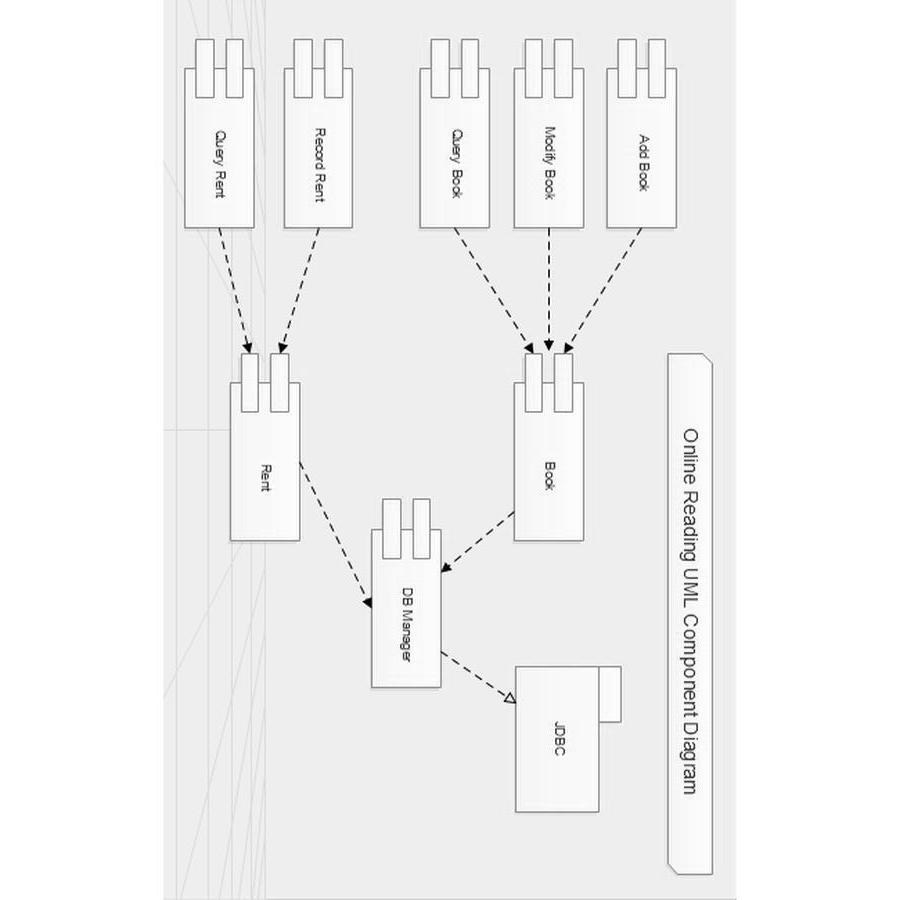 Online Reading UML Component Diagram
Add Book
Modify Book
Query Book
Record Rent
Query Rent
Book
Rent
DB Manager
JDBC